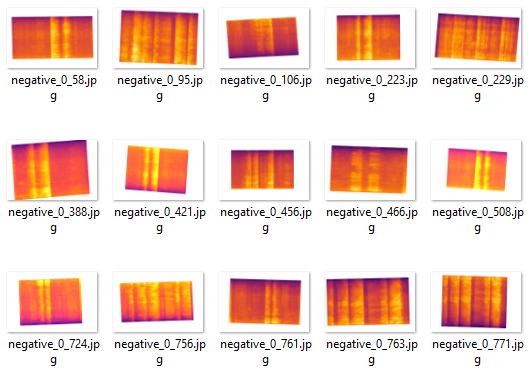 negative_0_58.jp
g
negative_0_95.jp
g
negative_0_106.jp
g
negative_0_223.jp
g
negative_0_229.jp
g
negative_0_388.jp
g
negative_0_421.jp
g
negative_0_456.jp
g
negative_0_466.jp
g
negative_0_508.jp
g
negative_0_724.jp
g
negative_0_756.jp
g
negative_0_761.jp
g
negative_0_763.jp
g
negative_0_771.jp
g